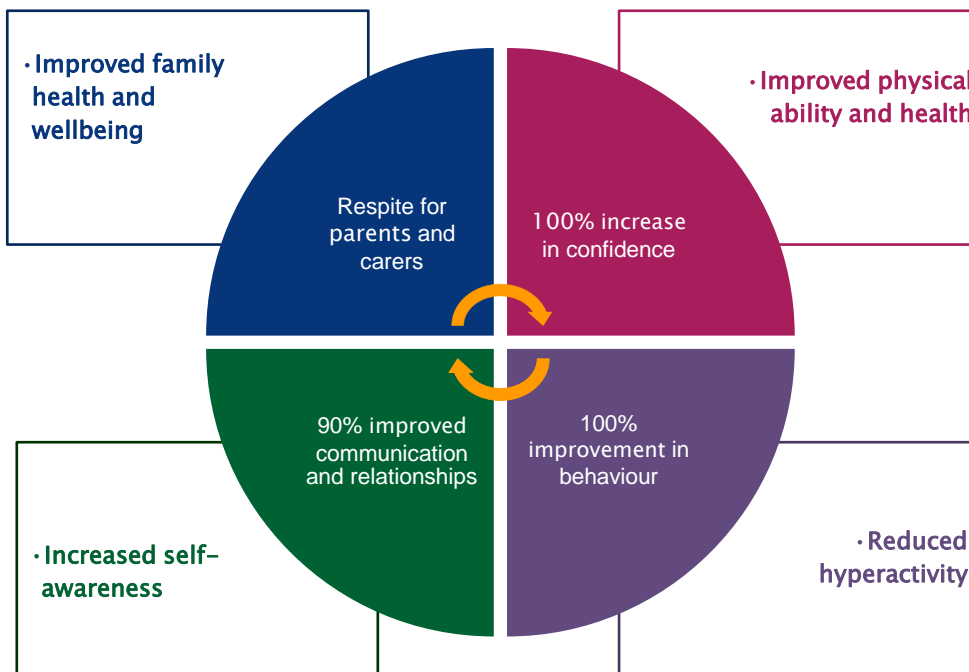 · Improved family
health and
wellbeing
· Improved physical
ability and health
Respite for
parents and
carers
100% increase
in confidence
90% improved
communication
and relationships
100%
improvement in
behaviour
· Increased self-
awareness
· Reduced
hyperactivity